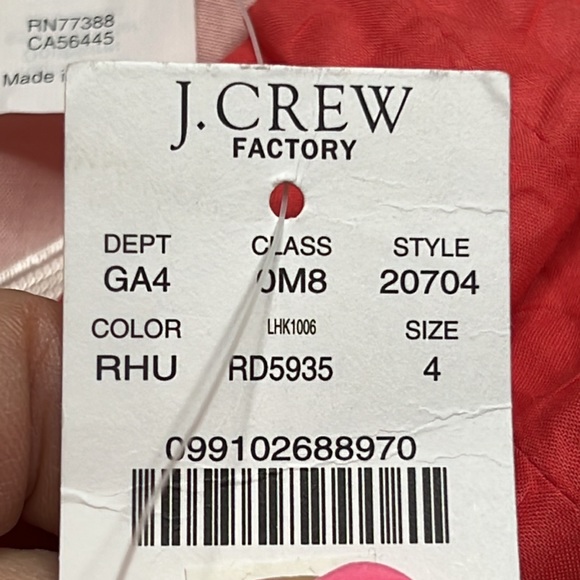 RN77388
CA56445
Made i
J.CREW
FACTORY
DEPT CLASS STYLE
GA4 0M8 20704
COLOR LHK1006 SIZE
RHU RD5935 4
099102688970